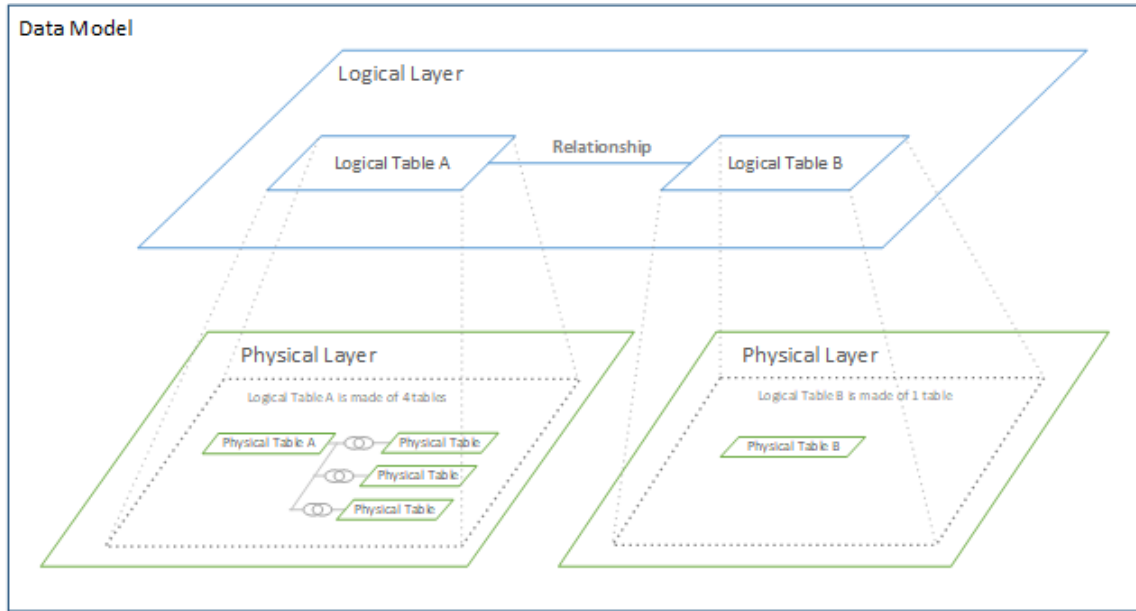 Data Model
Logical Layer
Logical Table A
Relationship
Logical Table B
Physical Layer
Logical Table A is made of 4 tables
Physical Table A
Physical Table
Physical Table
Physical Table
Physical Layer
Logical Table B is made of 1 table
Physical Table B